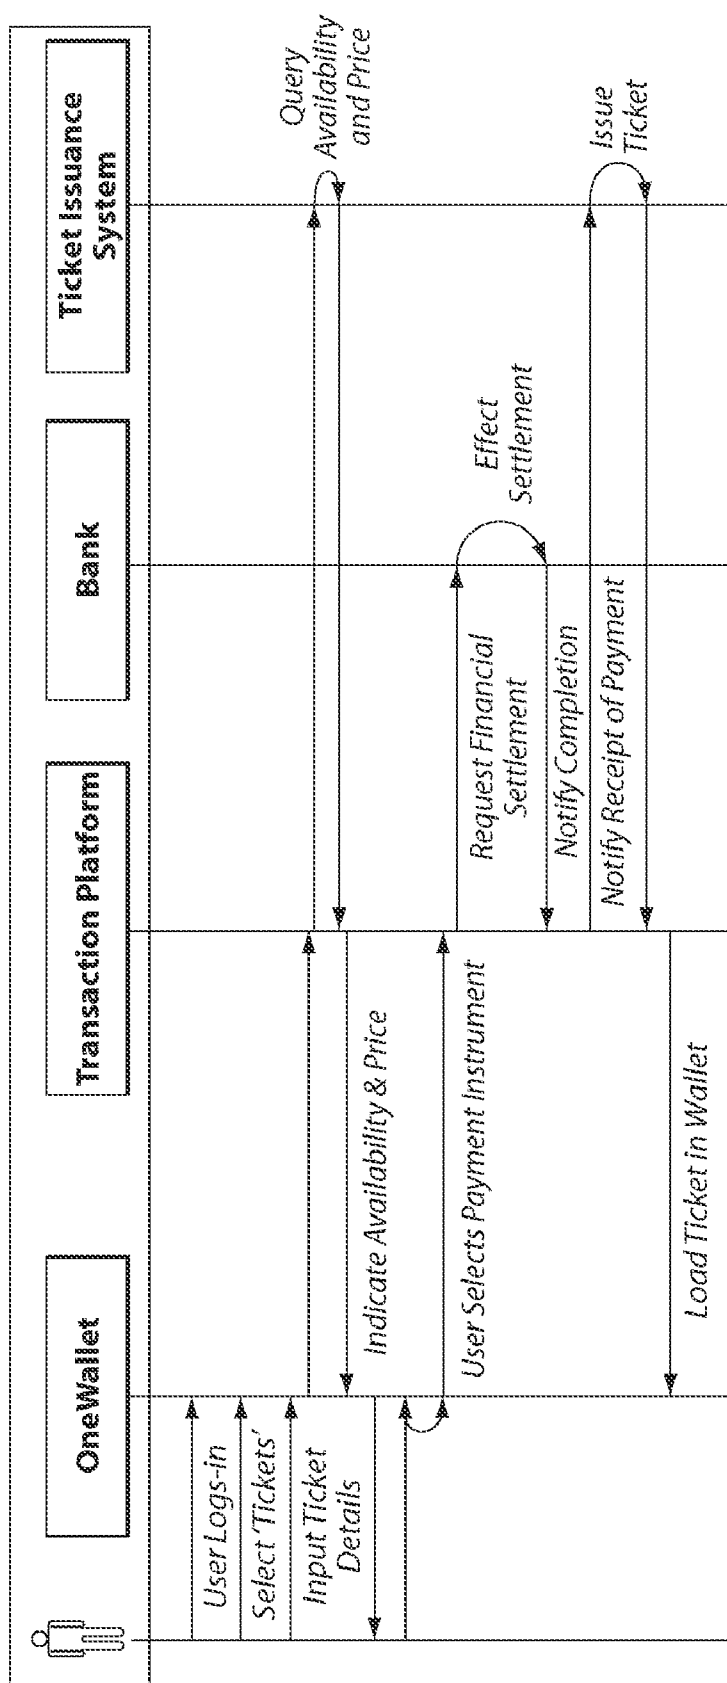 OneWallet
Transaction Platform
Bank
Ticket Issuance
System
User Logs-in
Select 'Tickets'
Input Ticket
Details
Query
Availability
and Price
Indicate Availability & Price
User Selects Payment Instrument
Request Financial
Settlement
Effect
Settlement
Notify Completion
Notify Receipt of Payment
Issue
Ticket
Load Ticket in Wallet